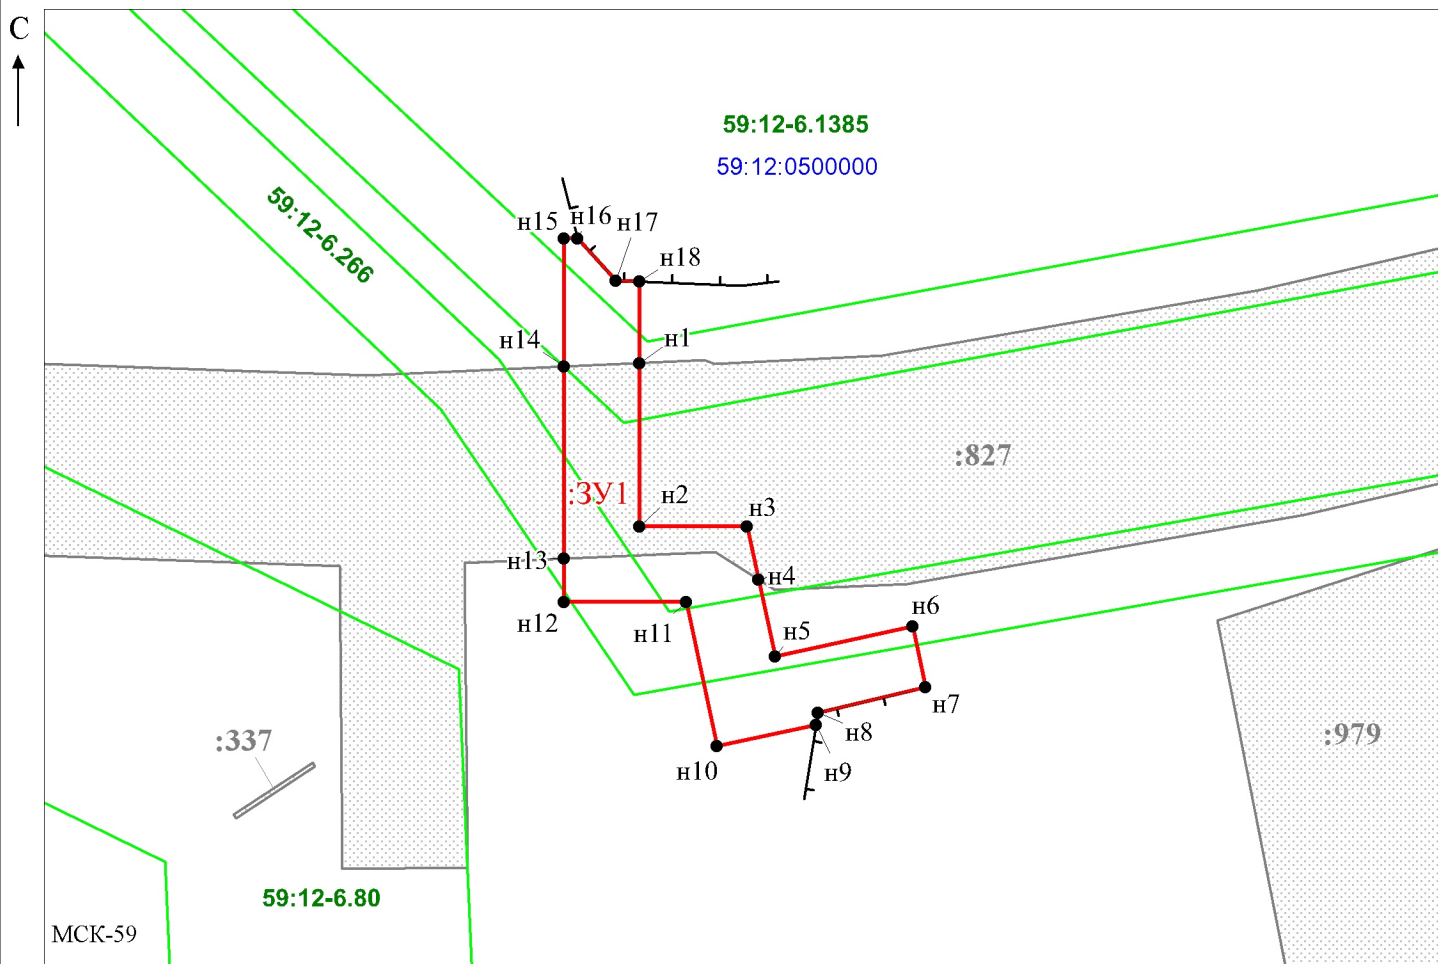 С
59:12-6.1385
59:12:0500000
59:12-6.266
н15
н16
н17
н18
н14
н1
:827
:ЗУ1
н2
н3
н13
н4
н12
н11
н5
н6
н7
н8
н9
н10
:337
:979
59:12-6.80
МСК-59